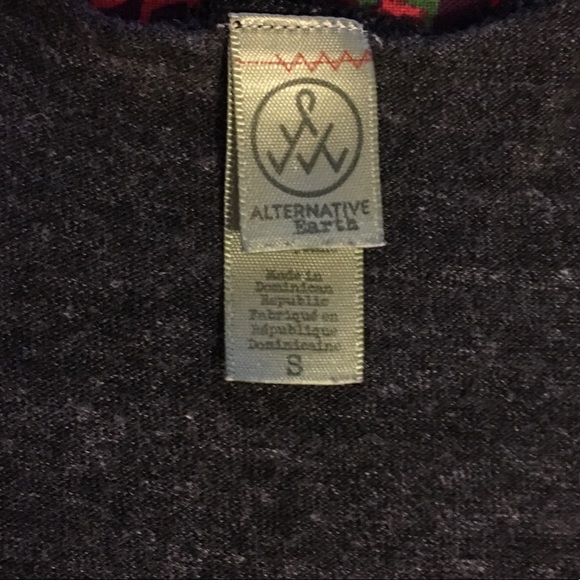 ALTERNATIVE
Earth
Made in
Dominican
Republic
Fabriqué en
République
Dominicaine
S